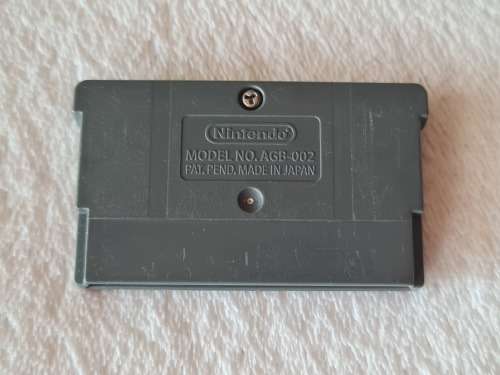 Nintendo
MODEL NO. AGB-002
PAT. PEND. MADE IN JAPAN